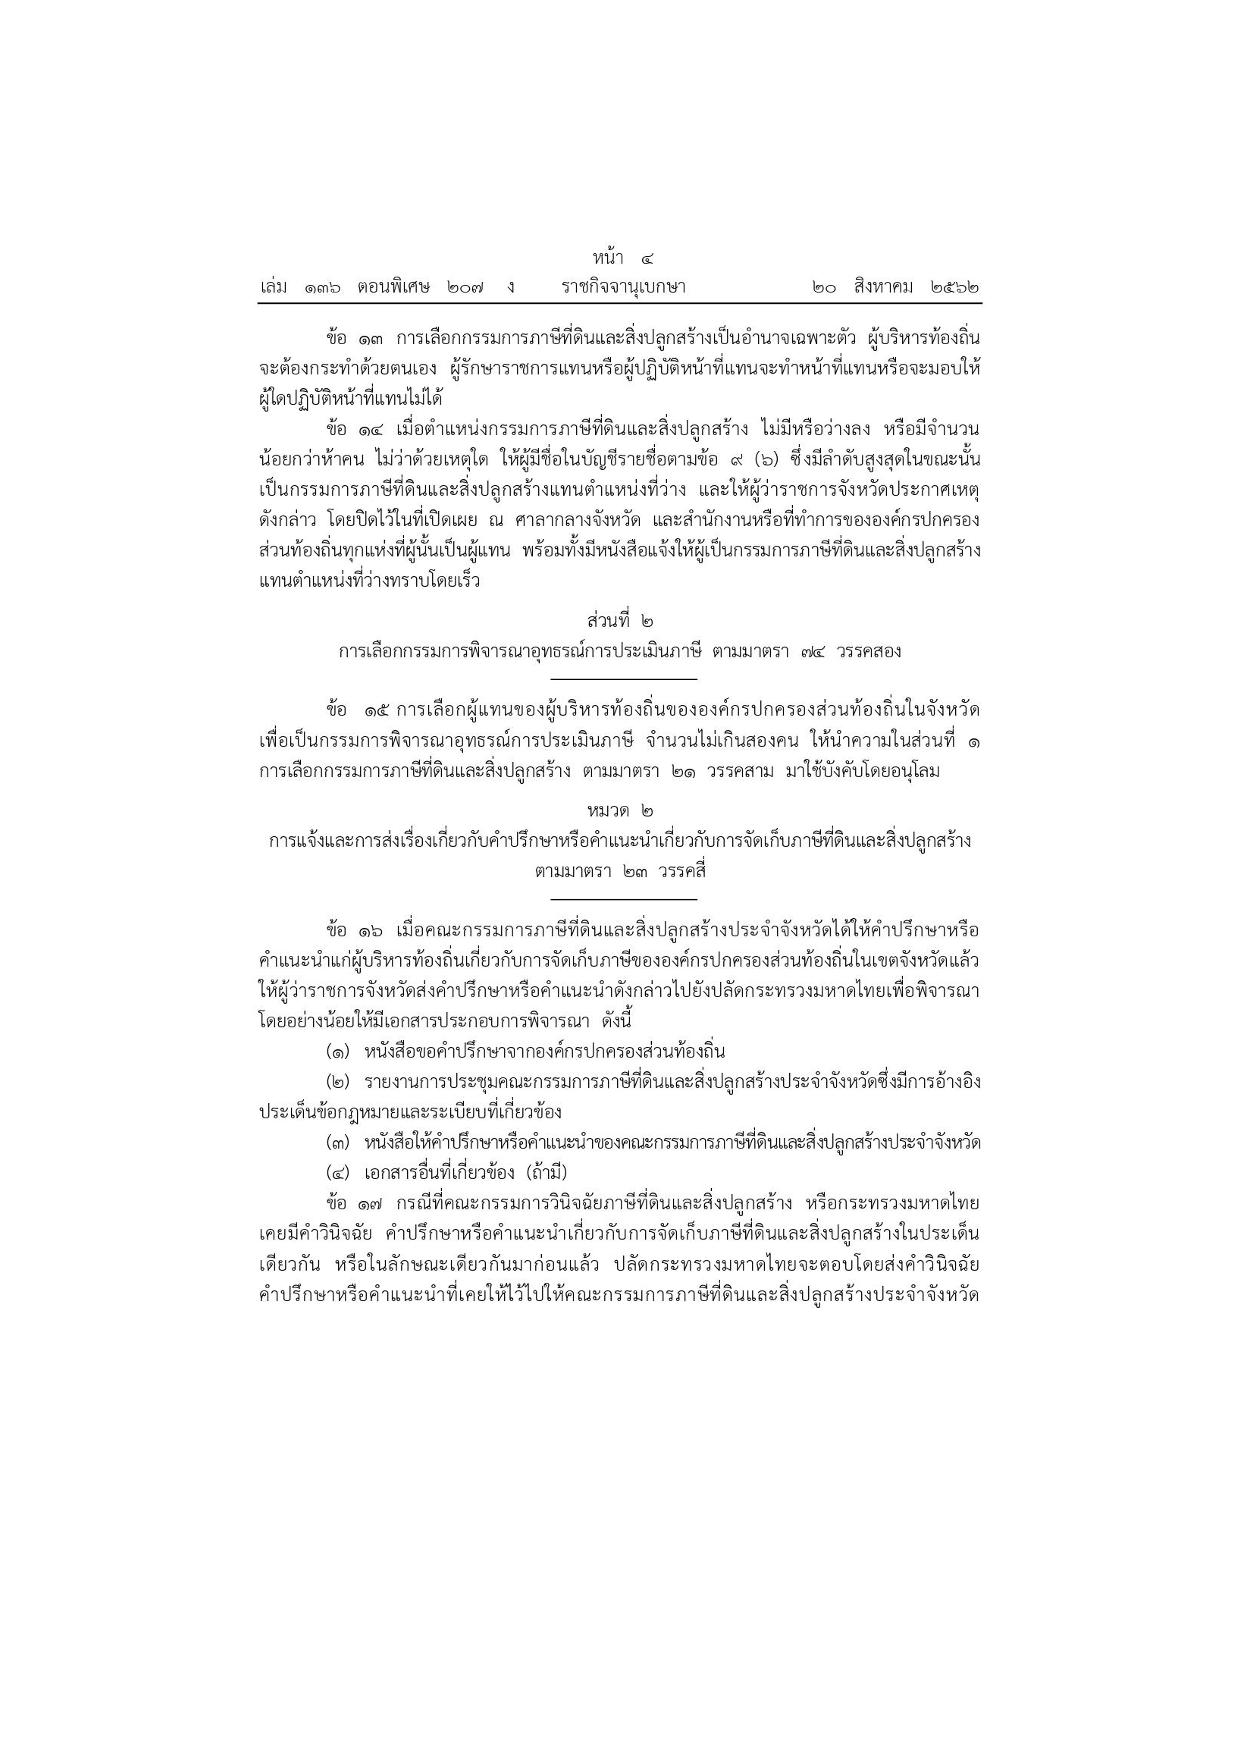 หน้า ๔
เล่ม ๑๓๖ ตอนพิเศษ ๒๐๗ ง ราชกิจจานุเบกษา ๒๐ สิงหาคม ๒๕๖๒
ข้อ ๑๓ การเลือกกรรมการภาษีที่ดินและสิ่งปลูกสร้างเป็นอำนาจเฉพาะตัว ผู้บริหารท้องถิ่น
จะต้องกระทำด้วยตนเอง ผู้รักษาราชการแทนหรือผู้ปฏิบัติหน้าที่แทนจะทำหน้าที่แทนหรือจะมอบให้
ผู้ใดปฏิบัติหน้าที่แทนไม่ได้
ข้อ ๑๔ เมื่อตำแหน่งกรรมการภาษีที่ดินและสิ่งปลูกสร้าง ไม่มีหรือว่างลง หรือมีจำนวน
น้อยกว่าห้าคน ไม่ว่าด้วยเหตุใด ให้ผู้มีชื่อในบัญชีรายชื่อตามข้อ ๙ (๖) ซึ่งมีลำดับสูงสุดในขณะนั้น
เป็นกรรมการภาษีที่ดินและสิ่งปลูกสร้างแทนตำแหน่งที่ว่าง และให้ผู้ว่าราชการจังหวัดประกาศเหตุ
ดังกล่าว โดยปิดไว้ในที่เปิดเผย ณ ศาลากลางจังหวัด และสำนักงานหรือที่ทำการขององค์กรปกครอง
ส่วนท้องถิ่นทุกแห่งที่ผู้นั้นเป็นผู้แทน พร้อมทั้งมีหนังสือแจ้งให้ผู้เป็นกรรมการภาษีที่ดินและสิ่งปลูกสร้าง
แทนตำแหน่งที่ว่างทราบโดยเร็ว
ส่วนที่ ๒
การเลือกกรรมการพิจารณาอุทธรณ์การประเมินภาษี ตามมาตรา ๗๔ วรรคสอง
ข้อ ๑๕ การเลือกผู้แทนของผู้บริหารท้องถิ่นขององค์กรปกครองส่วนท้องถิ่นในจังหวัด
เพื่อเป็นกรรมการพิจารณาอุทธรณ์การประเมินภาษี จำนวนไม่เกินสองคน ให้นำความในส่วนที่ ๑
การเลือกกรรมการภาษีที่ดินและสิ่งปลูกสร้าง ตามมาตรา ๒๑ วรรคสาม มาใช้บังคับโดยอนุโลม
หมวด ๒
การแจ้งและการส่งเรื่องเกี่ยวกับคำปรึกษาหรือคำแนะนำเกี่ยวกับการจัดเก็บภาษีที่ดินและสิ่งปลูกสร้าง
ตามมาตรา ๒๓ วรรคสี่
ข้อ ๑๖ เมื่อคณะกรรมการภาษีที่ดินและสิ่งปลูกสร้างประจำจังหวัดได้ให้คำปรึกษาหรือ
คำแนะนำแก่ผู้บริหารท้องถิ่นเกี่ยวกับการจัดเก็บภาษีขององค์กรปกครองส่วนท้องถิ่นในเขตจังหวัดแล้ว
ให้ผู้ว่าราชการจังหวัดส่งคำปรึกษาหรือคำแนะนำดังกล่าวไปยังปลัดกระทรวงมหาดไทยเพื่อพิจารณา
โดยอย่างน้อยให้มีเอกสารประกอบการพิจารณา ดังนี้
(๑) หนังสือขอคำปรึกษาจากองค์กรปกครองส่วนท้องถิ่น
(๒) รายงานการประชุมคณะกรรมการภาษีที่ดินและสิ่งปลูกสร้างประจำจังหวัดซึ่งมีการอ้างอิง
ประเด็นข้อกฎหมายและระเบียบที่เกี่ยวข้อง
(๓) หนังสือให้คำปรึกษาหรือคำแนะนำของคณะกรรมการภาษีที่ดินและสิ่งปลูกสร้างประจำจังหวัด
(๔) เอกสารอื่นที่เกี่ยวข้อง (ถ้ามี)
ข้อ ๑๗ กรณีที่คณะกรรมการวินิจฉัยภาษีที่ดินและสิ่งปลูกสร้าง หรือกระทรวงมหาดไทย
เคยมีคำวินิจฉัย คำปรึกษาหรือคำแนะนำเกี่ยวกับการจัดเก็บภาษีที่ดินและสิ่งปลูกสร้างในประเด็น
เดียวกัน หรือในลักษณะเดียวกันมาก่อนแล้ว ปลัดกระทรวงมหาดไทยจะตอบโดยส่งคำวินิจฉัย
คำปรึกษาหรือคำแนะนำที่เคยให้ไว้ไปให้คณะกรรมการภาษีที่ดินและสิ่งปลูกสร้างประจำจังหวัด